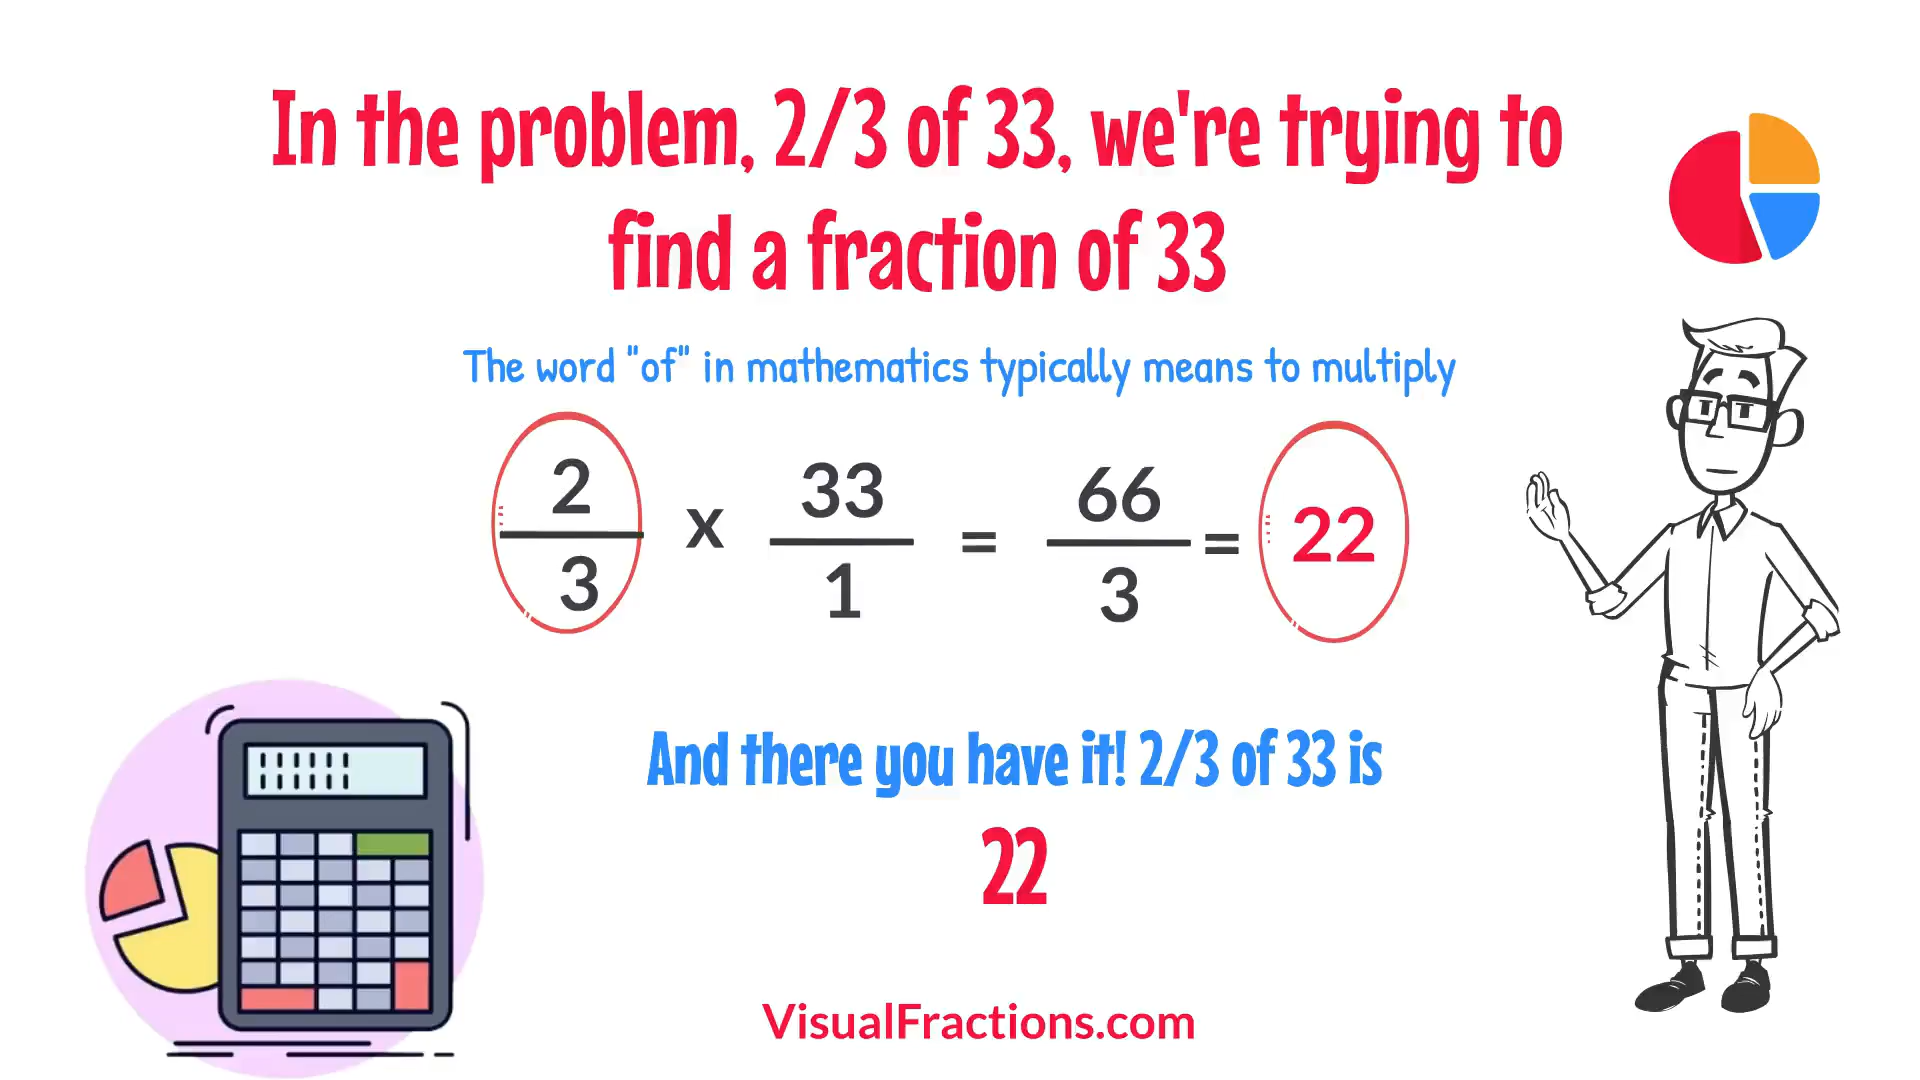 In the problem, 2/3 of 33, we're trying to
find a fraction of 33
The word "of" in mathematics typically means to multiply
2/3 x 33/1 = 66/3 = 22
And there you have it! 2/3 of 33 is
22
VisualFractions.com